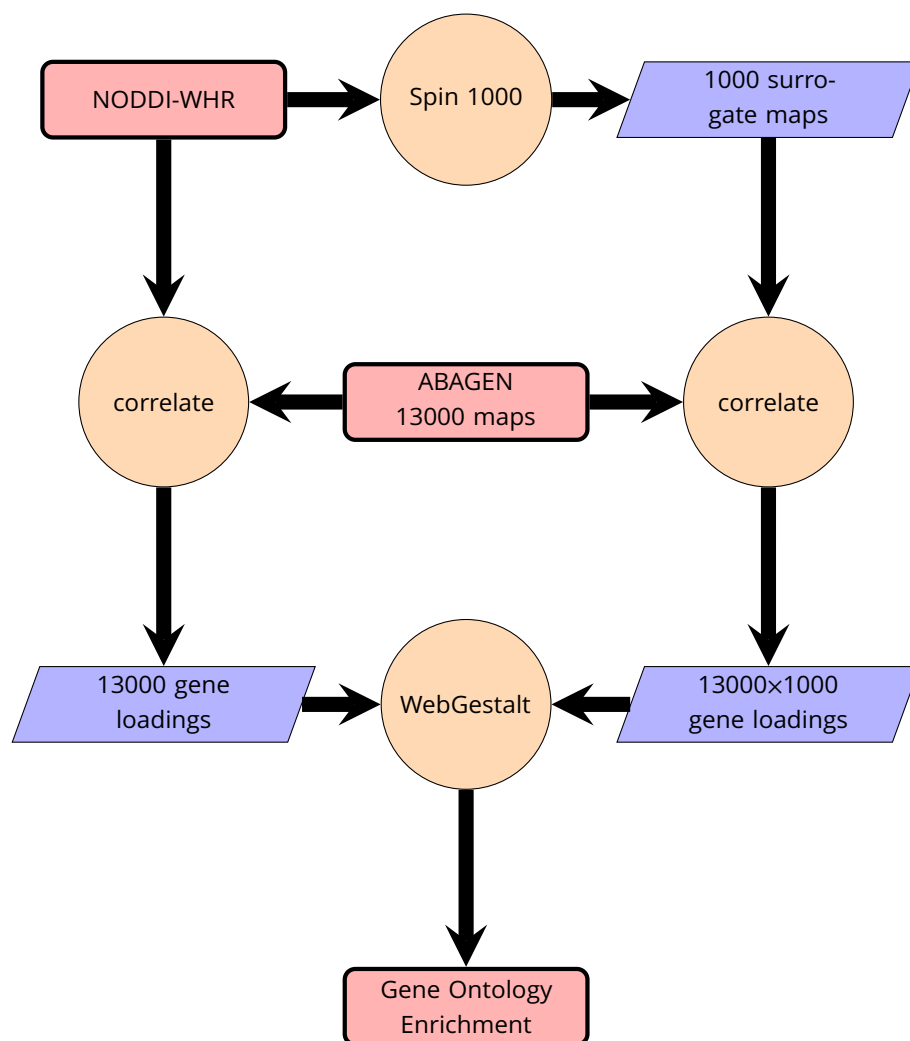 NODDI-WHR
Spin 1000
1000 surro-
gate maps
correlate
ABAGEN
13000 maps
correlate
13000 gene
loadings
WebGestalt
13000×1000
gene loadings
Gene Ontology
Enrichment